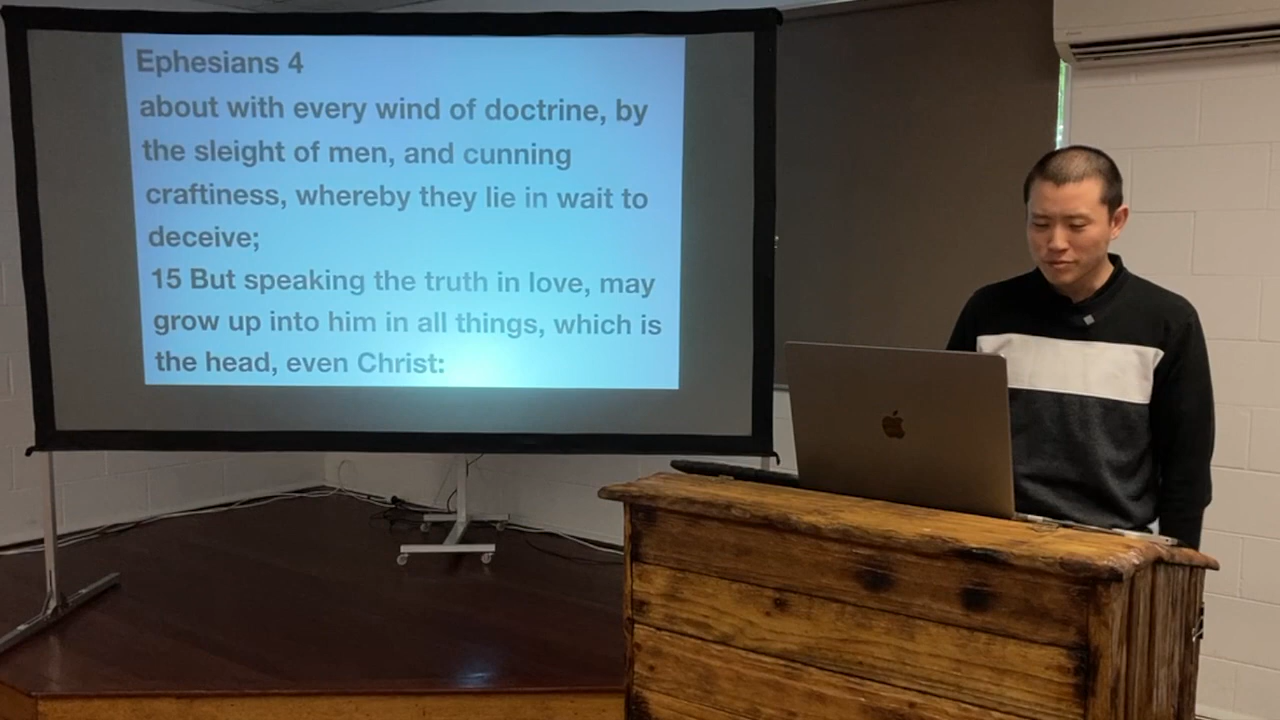 Ephesians 4
about with every wind of doctrine, by
the sleight of men, and cunning
craftiness, whereby they lie in wait to
deceive;
15 But speaking the truth in love, may
grow up into him in all things, which is
the head, even Christ: